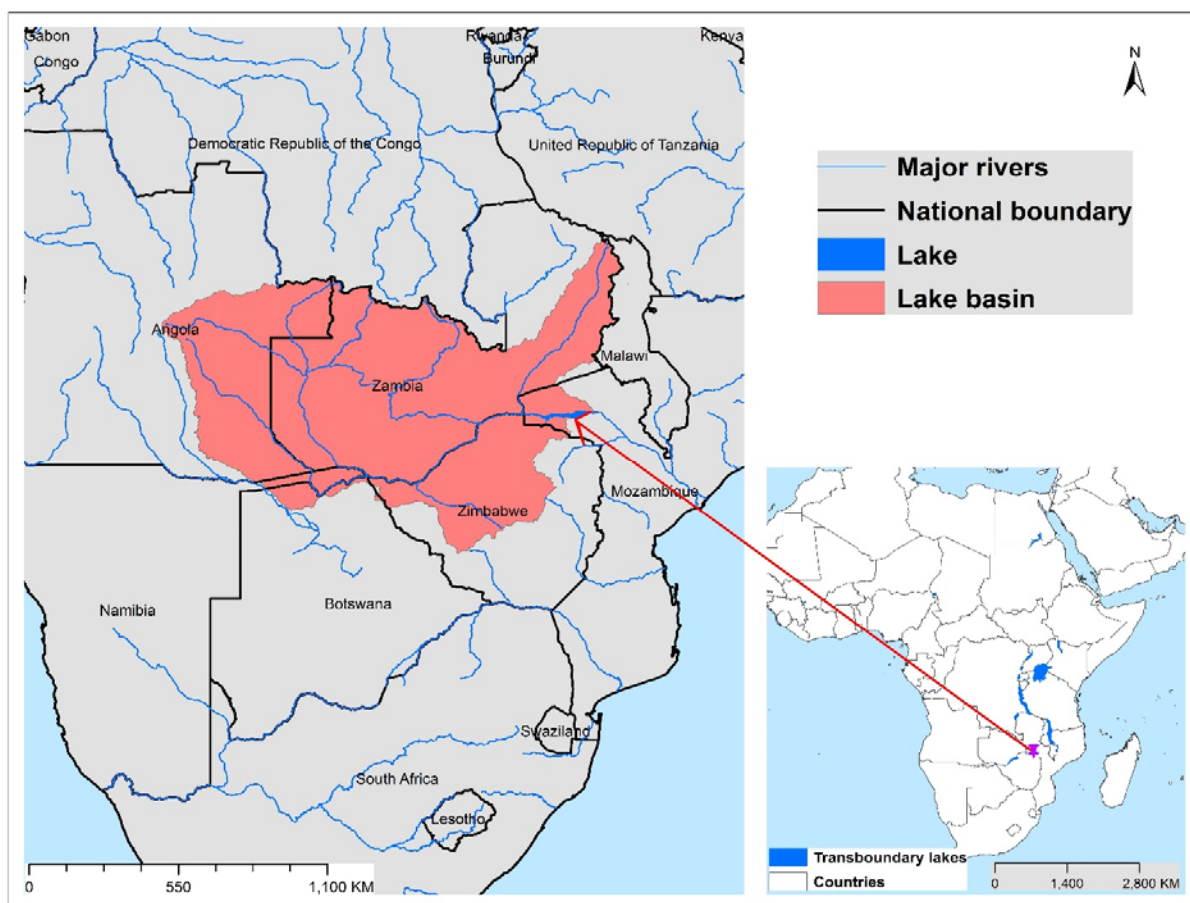 Gabon
Congo
Rwanda
Burundi
Kenya
Democratic Republic of the Congo
United Republic of Tanzania
Angola
Zambia
Malawi
Mozambique
Zimbabwe
Namibia
Botswana
Swaziland
South Africa
Lesotho
0 550 1,100 KM
N
Major rivers
National boundary
Lake
Lake basin
Transboundary lakes
Countries
0 1,400 2,800 KM